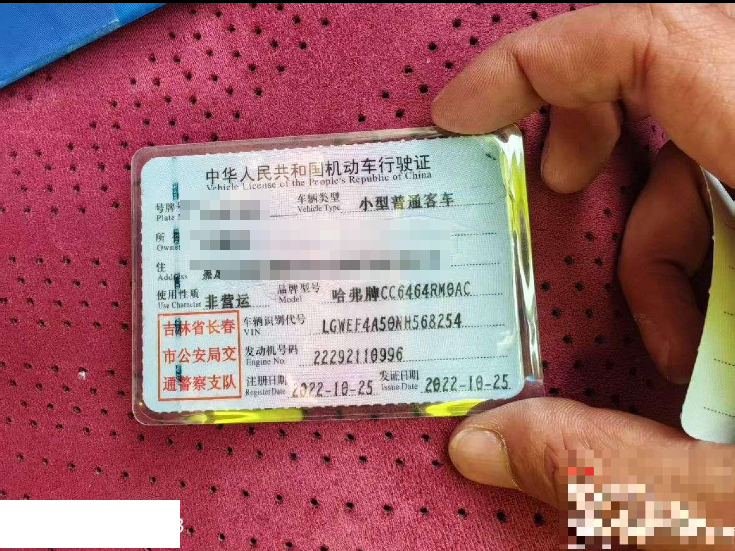 中华人民共和国机动车行驶证
Vehicle License of the People's Republic of China
号牌
Plate
车辆类型
Vehicle Type
小型普通客车
所
Owner
住
Address
使用性质
Use Character
非营运
品牌型号
Model
哈弗牌CC6464RM0AC
吉林省长春
市公安局交
通警察支队
车辆识别代号
VIN
LGWEF4A50NH568254
发动机号码
Engine No.
22292110996
注册日期
Register Date
2022-10-25
发证日期
Issue Date
2022-10-25